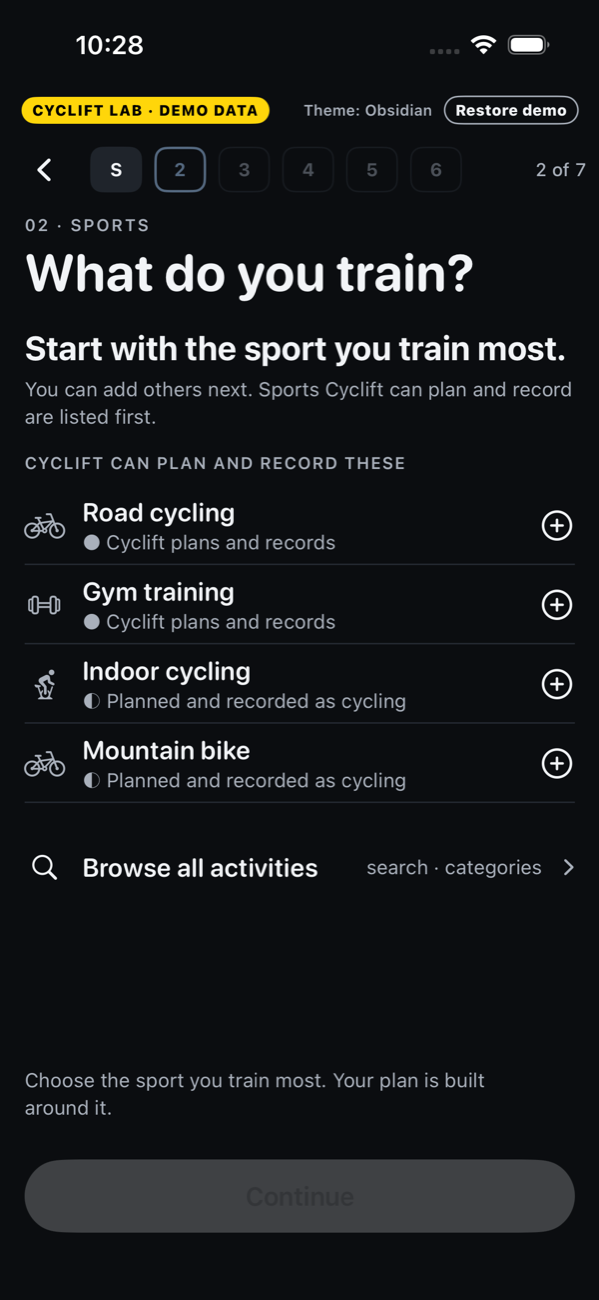 10:28
CYCLIFT LAB · DEMO DATA
Theme: Obsidian
Restore demo
S 2 3 4 5 6 2 of 7
02 · SPORTS
What do you train?
Start with the sport you train most.
You can add others next. Sports Cyclift can plan and record
are listed first.
CYCLIFT CAN PLAN AND RECORD THESE
Road cycling
Cyclift plans and records
Gym training
Cyclift plans and records
Indoor cycling
Planned and recorded as cycling
Mountain bike
Planned and recorded as cycling
Browse all activities search · categories
Choose the sport you train most. Your plan is built
around it.
Continue